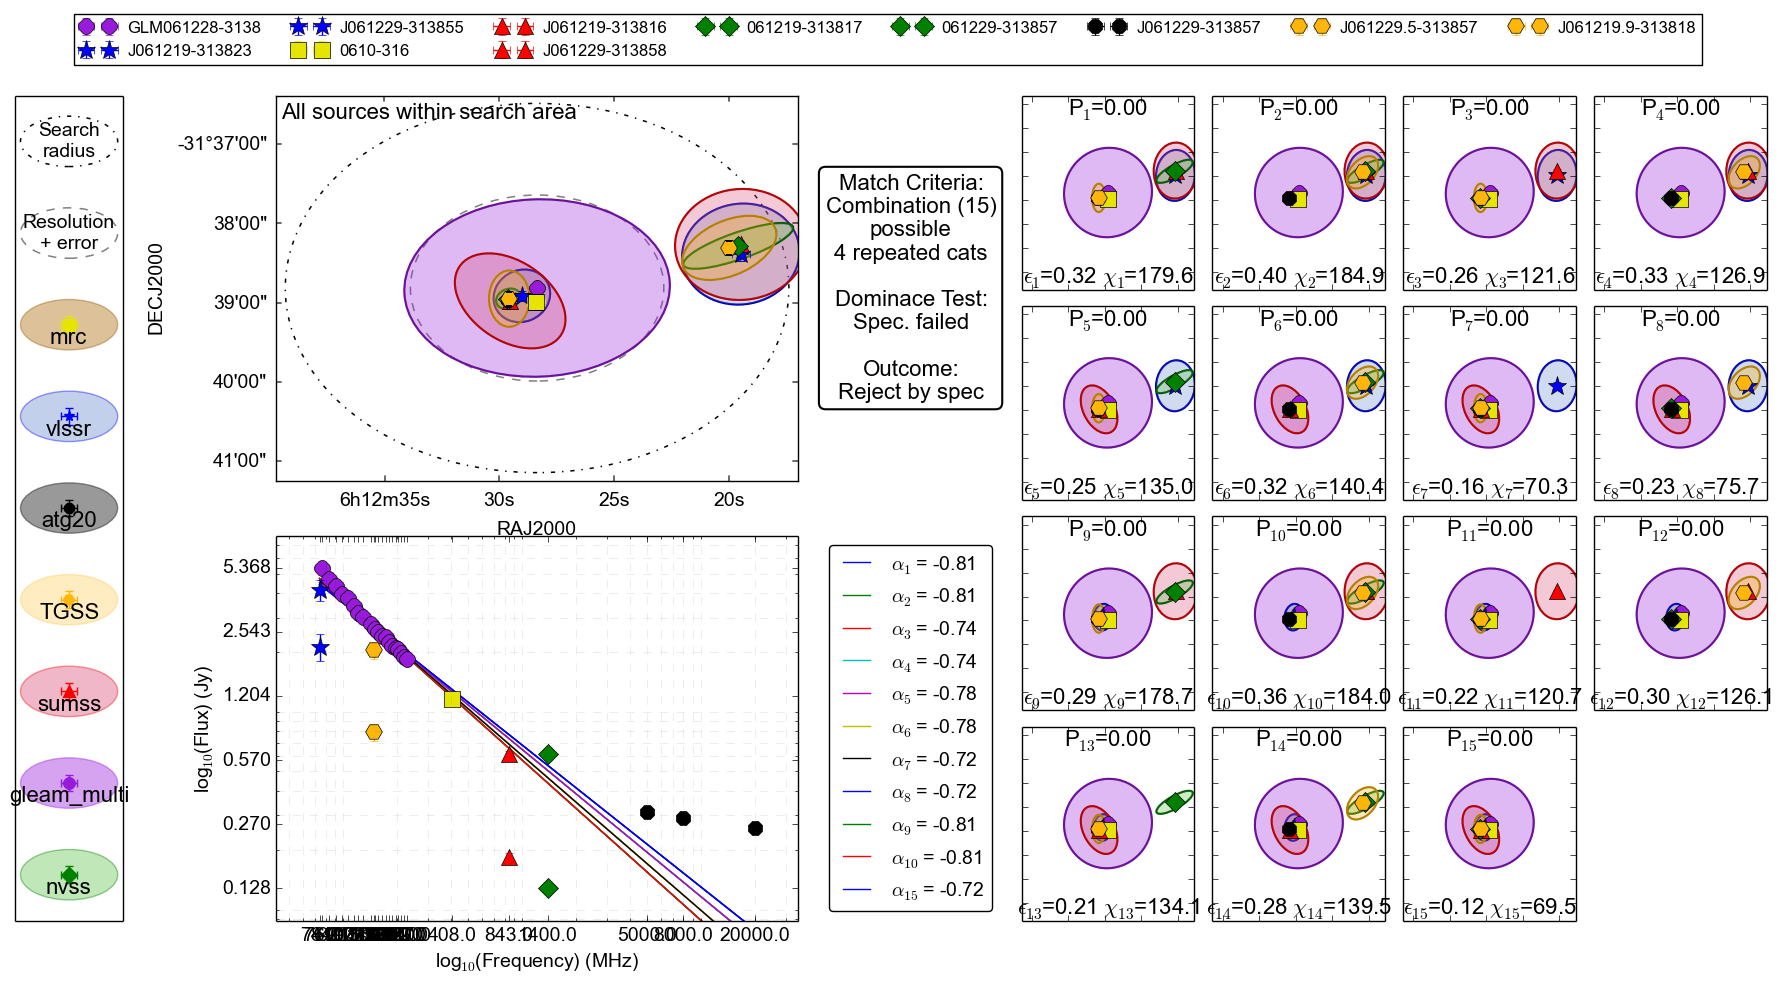 GLM061228-3138
J061229-313855
J061219-313816
061219-313817
061229-313857
J061229-313857
J061229.5-313857
J061219.9-313818
J061219-313823
0610-316
J061229-313858
Search
radius
Resolution
+ error
mrc
vlssr
atg20
TGSS
sumss
gleam_multi
nvss
All sources within search area
-31°37'00"
38'00"
39'00"
40'00"
41'00"
DECJ2000
6h12m35s
30s
25s
20s
RAJ2000
Match Criteria:
Combination (15)
possible
4 repeated cats
Dominace Test:
Spec. failed
Outcome:
Reject by spec
5.368
2.543
1.204
0.570
0.270
0.128
log10(Flux) (Jy)
408.0
843.0
1400.0
5000.0
8000.0
20000.0
log10(Frequency) (MHz)
α1 = -0.81
α2 = -0.81
α3 = -0.74
α4 = -0.74
α5 = -0.78
α6 = -0.78
α7 = -0.72
α8 = -0.72
α9 = -0.81
α10 = -0.81
α15 = -0.72
P1=0.00
ϵ1=0.32 χ1=179.6
P2=0.00
ϵ2=0.40 χ2=184.9
P3=0.00
ϵ3=0.26 χ3=121.6
P4=0.00
ϵ4=0.33 χ4=126.9
P5=0.00
ϵ5=0.25 χ5=135.0
P6=0.00
ϵ6=0.32 χ6=140.4
P7=0.00
ϵ7=0.16 χ7=70.3
P8=0.00
ϵ8=0.23 χ8=75.7
P9=0.00
ϵ9=0.29 χ9=178.7
P10=0.00
ϵ10=0.36 χ10=184.0
P11=0.00
ϵ11=0.22 χ11=120.7
P12=0.00
ϵ12=0.30 χ12=126.1
P13=0.00
ϵ13=0.21 χ13=134.1
P14=0.00
ϵ14=0.28 χ14=139.5
P15=0.00
ϵ15=0.12 χ15=69.5